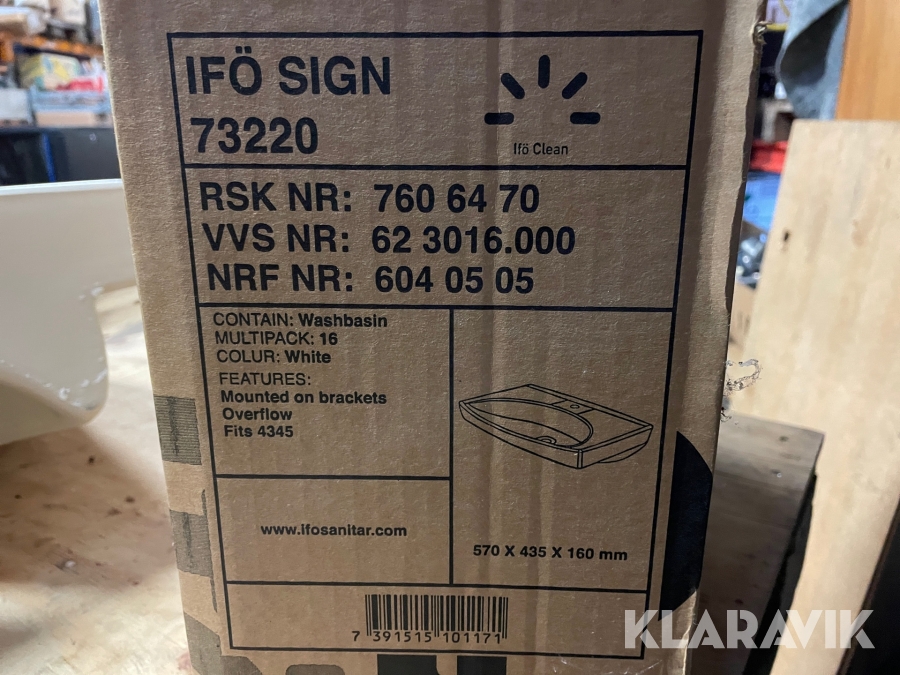 IFÖ SIGN
73220
Ifö Clean
RSK NR: 760 64 70
VVS NR: 62 3016.000
NRF NR: 604 05 05
CONTAIN: Washbasin
MULTIPACK: 16
COLUR: White
FEATURES:
Mounted on brackets
Overflow
Fits 4345
www.ifosanitar.com
570 X 435 X 160 mm
7 391515 101171
KLARAVIK